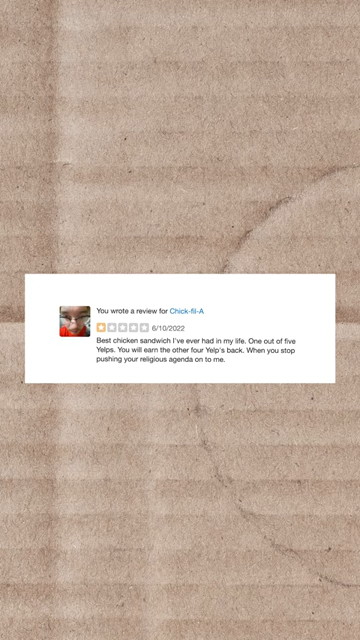 You wrote a review for Chick-fil-A
6/10/2022
Best chicken sandwich I've ever had in my life. One out of five
Yelps. You will earn the other four Yelp's back. When you stop
pushing your religious agenda on to me.